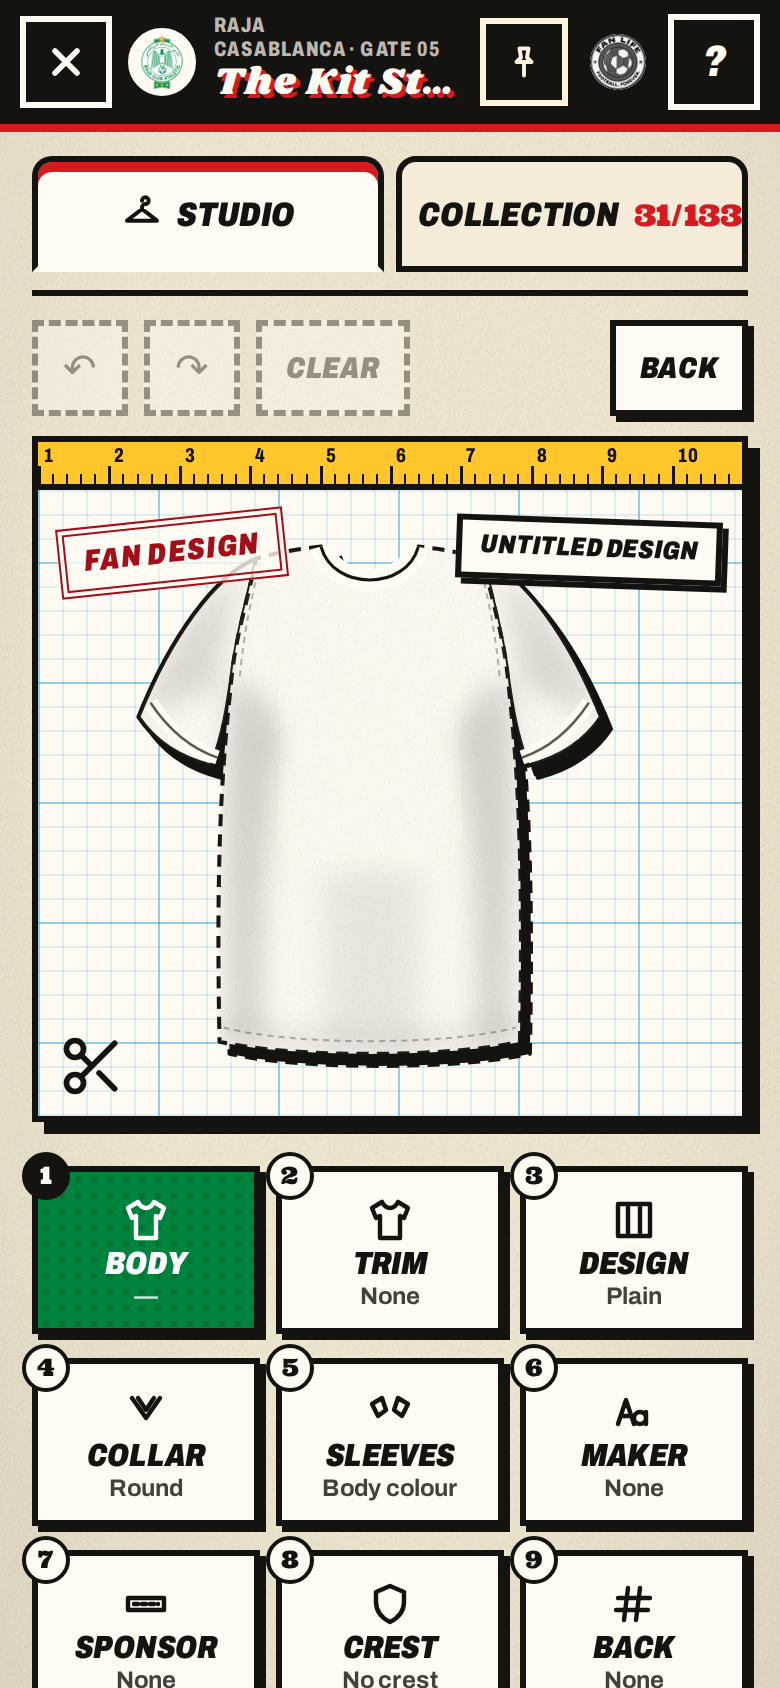 RAJA
CASABLANCA · GATE 05
The Kit St...
?
STUDIO
COLLECTION 31/133
CLEAR
BACK
1 2 3 4 5 6 7 8 9 10
FAN DESIGN
UNTITLED DESIGN
1
BODY
—
2
TRIM
None
3
DESIGN
Plain
4
COLLAR
Round
5
SLEEVES
Body colour
6
Aa
MAKER
None
7
SPONSOR
None
8
CREST
No crest
9
#
BACK
None